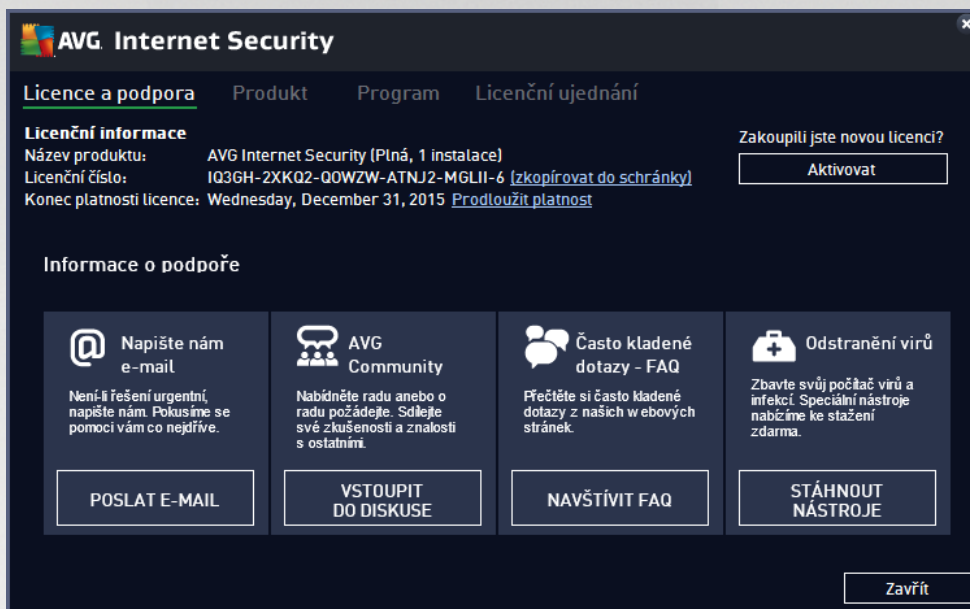 AVG. Internet Security
Licence a podpora Produkt Program Licenční ujednání
Licenční informace
Název produktu: AVG Internet Security (Plná, 1 instalace)
Licenční číslo: IQ3GH-2XKQ2-QOWZW-ATNJ2-MGLII-6 (zkopírovat do schránky)
Konec platnosti licence: Wednesday, December 31, 2015 Prodloužit platnost
Zakoupili jste novou licenci?
Aktivovat
Informace o podpoře
Napište nám
e-mail
Není-li řešení urgentní,
napište nám. Pokusíme se
pomoci vám co nejdříve.
POSLAT E-MAIL
AVG
Community
Nabídněte radu anebo o
radu požádejte. Sdílejte
své zkušenosti a znalosti
s ostatními.
VSTOUPIT
DO DISKUSE
Často kladené
dotazy - FAQ
Přečtěte si často kladené
dotazy z našich webových
stránek.
NAVŠTÍVIT FAQ
Odstranění virů
Zbavte svůj počítač virů a
infekcí. Speciální nástroje
nabízíme ke stažení
zdarma.
STÁHNOUT
NÁSTROJE
Zavřít